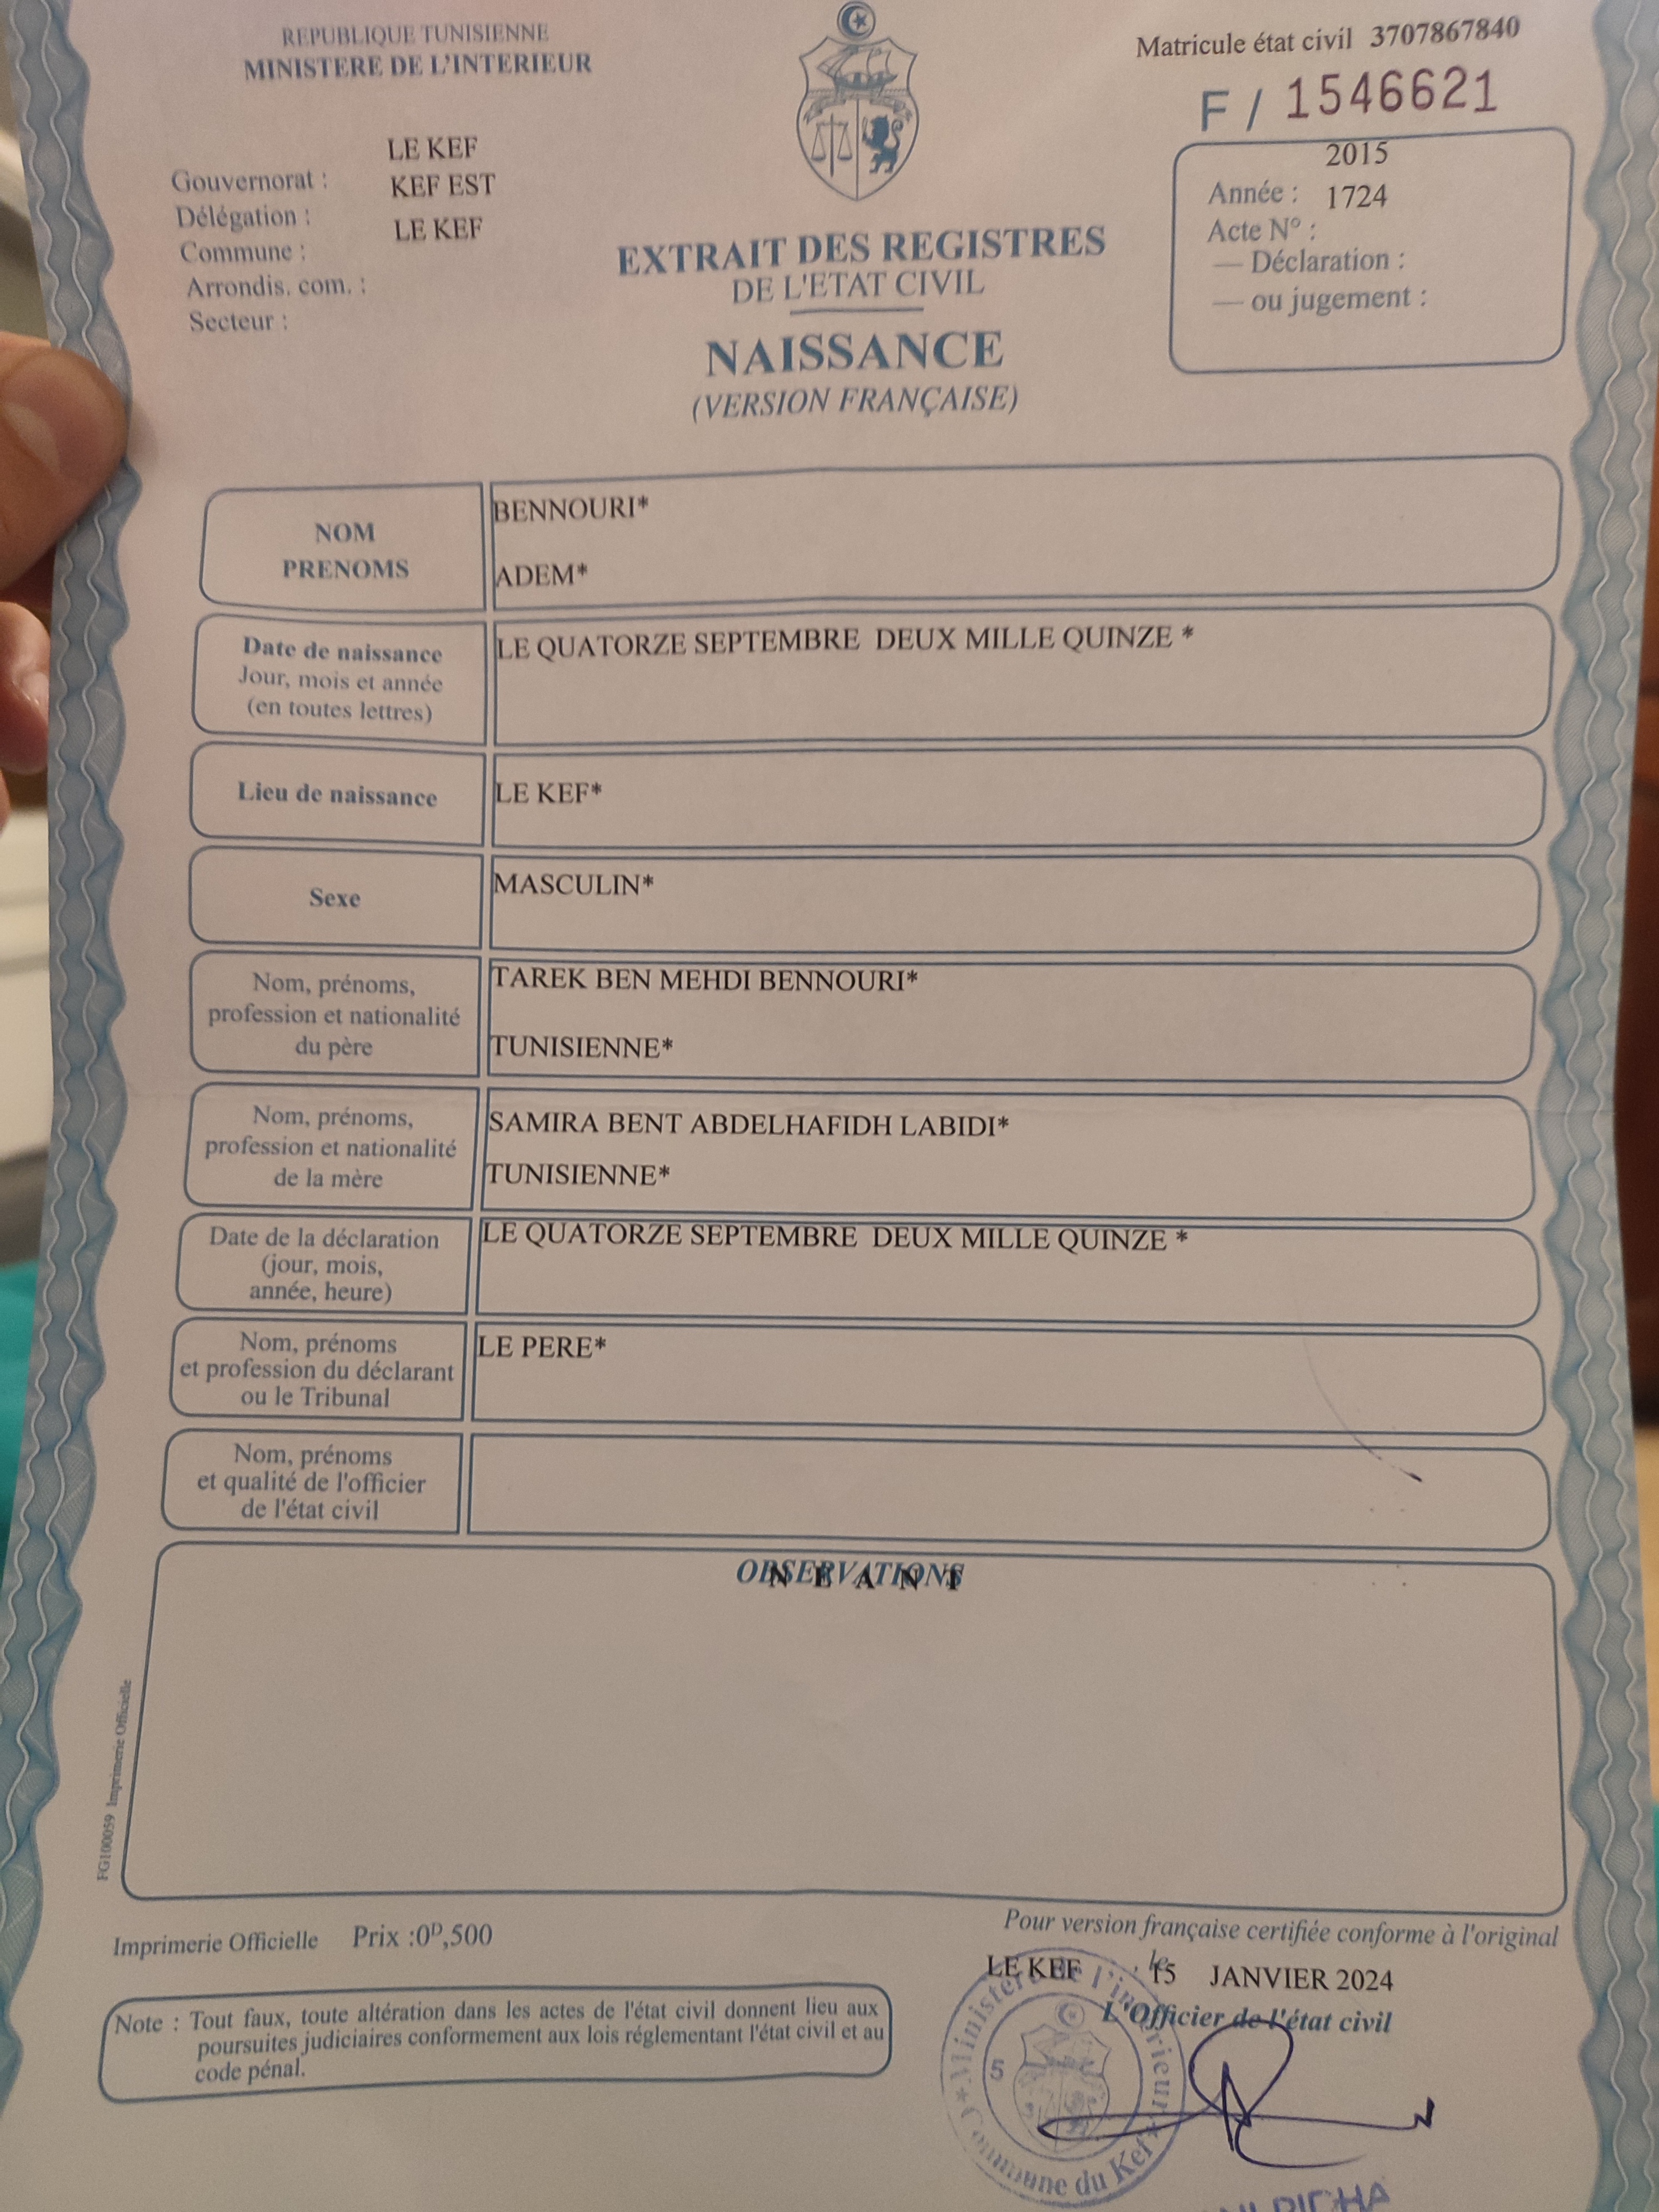 REPUBLIQUE TUNISIENNE
MINISTERE DE L'INTERIEUR
Matricule état civil 3707867840
F / 1546621
LE KEF
Gouvernorat :
KEF EST
Délégation :
LE KEF
Commune :
Arrondis. com. :
Secteur :
2015
Année :
1724
Acte N° :
— Déclaration :
— ou jugement :
EXTRAIT DES REGISTRES
DE L'ETAT CIVIL
NAISSANCE
(VERSION FRANÇAISE)
NOM
PRENOMS
BENNOURI*
ADEM*
Date de naissance
Jour, mois et année
(en toutes lettres)
LE QUATORZE SEPTEMBRE DEUX MILLE QUINZE *
Lieu de naissance
LE KEF*
Sexe
MASCULIN*
Nom, prénoms,
profession et nationalité
du père
TAREK BEN MEHDI BENNOURI*
TUNISIENNE*
Nom, prénoms,
profession et nationalité
de la mère
SAMIRA BENT ABDELHAFIDH LABIDI*
TUNISIENNE*
Date de la déclaration
(jour, mois,
année, heure)
LE QUATORZE SEPTEMBRE DEUX MILLE QUINZE *
Nom, prénoms
et profession du déclarant
ou le Tribunal
LE PERE*
Nom, prénoms
et qualité de l'officier
de l'état civil
OBSERVATIONS
N E A N T
FG100059 Imprimerie Officielle
Imprimerie Officielle Prix :0ᴰ,500
Pour version française certifiée conforme à l'original
LE KEF , le 15 JANVIER 2024
L'Officier de l'état civil
Note : Tout faux, toute altération dans les actes de l'état civil donnent lieu aux
poursuites judiciaires conformement aux lois réglementant l'état civil et au
code pénal.
Ministère de l'intérieur
5
Commune du Kef